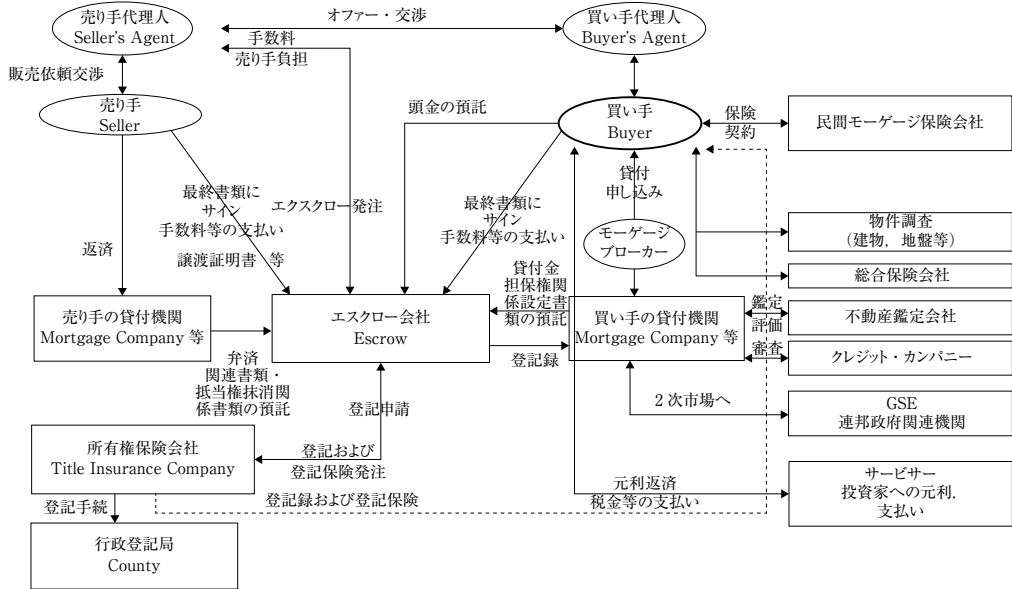 売り手代理人
Seller's Agent
オファー・交渉
買い手代理人
Buyer's Agent
手数料
売り手負担
販売依頼交渉
売り手
Seller
頭金の預託
買い手
Buyer
保険
契約
民間モーゲージ保険会社
貸付
申し込み
最終書類に
サイン
手数料等の支払い
譲渡証明書 等
エクスクロー発注
最終書類に
サイン
手数料等の支払い
モーゲージ
ブローカー
物件調査
（建物，地盤等）
返済
総合保険会社
貸付金
担保権関
係設定書
類の預託
売り手の貸付機関
Mortgage Company 等
エスクロー会社
Escrow
買い手の貸付機関
Mortgage Company 等
鑑定
評価
不動産鑑定会社
審査
クレジット・カンパニー
弁済
関連書類・
抵当権抹消関
係書類の預託
登記録
登記申請
2次市場へ
GSE
連邦政府関連機関
所有権保険会社
Title Insurance Company
登記および
登記保険発注
元利返済
税金等の支払い
サービサー
投資家への元利,
支払い
登記手続
登記録および登記保険
行政登記局
County